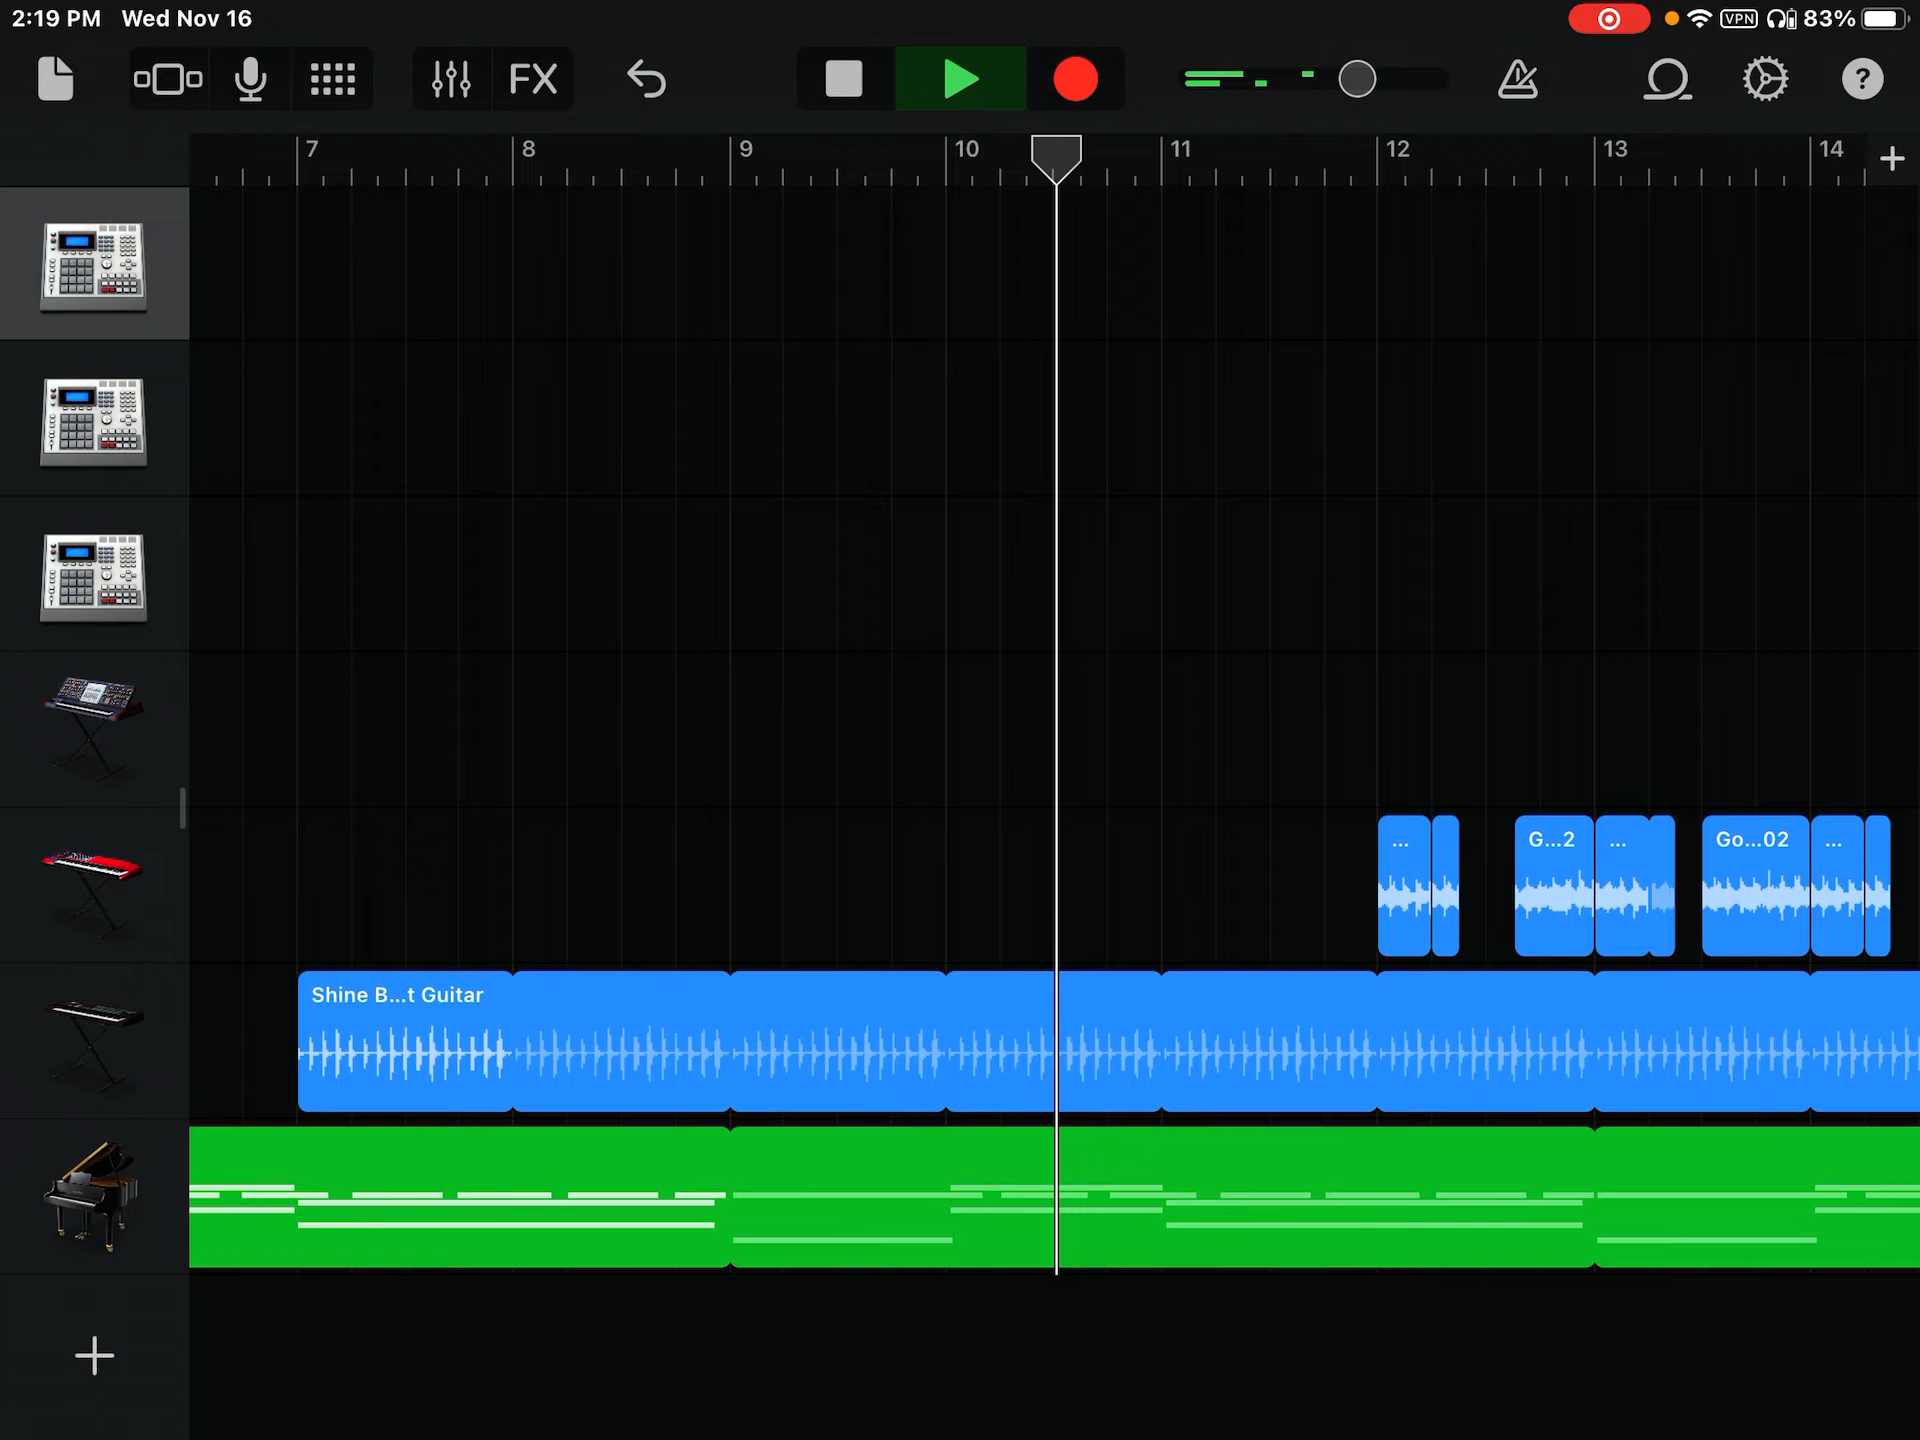 2:19 PM Wed Nov 16
VPN 83%
FX
?
7 8 9 10 11 12 13 14
... G...2 ... Go...02 ...
Shine B...t Guitar